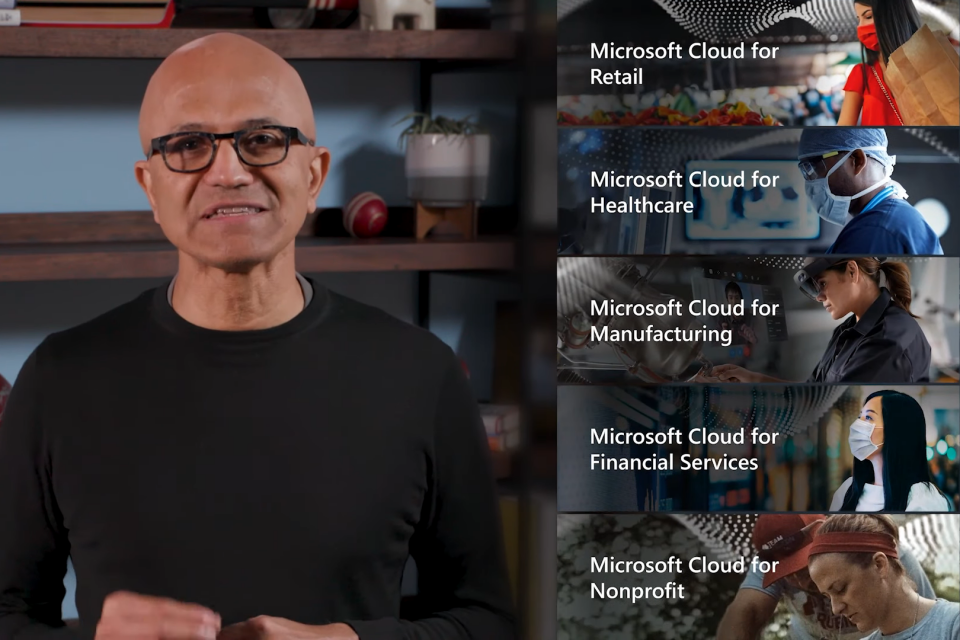 Microsoft Cloud for
Retail
Microsoft Cloud for
Healthcare
Microsoft Cloud for
Manufacturing
Microsoft Cloud for
Financial Services
Microsoft Cloud for
Nonprofit